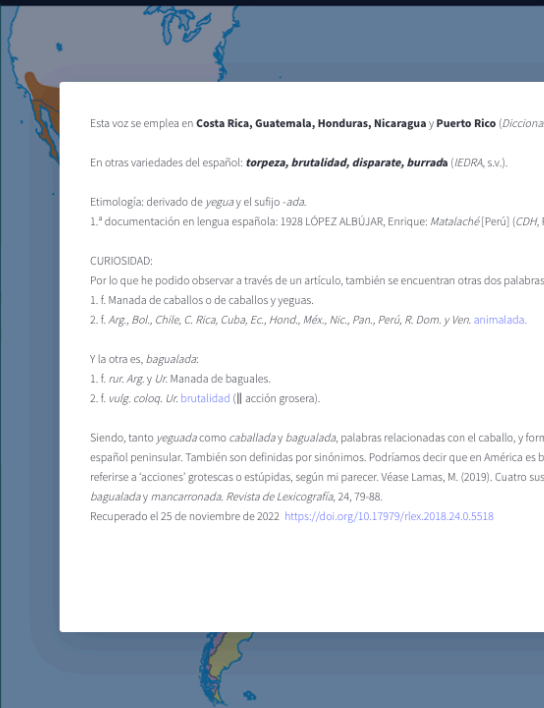 Esta voz se emplea en Costa Rica, Guatemala, Honduras, Nicaragua y Puerto Rico (Dicciona
En otras variedades del español: torpeza, brutalidad, disparate, burrada (IEDRA, s.v.).
Etimología: derivado de yegua y el sufijo -ada.
1.ª documentación en lengua española: 1928 LÓPEZ ALBÚJAR, Enrique: Matalaché [Perú] (CDH,
CURIOSIDAD:
Por lo que he podido observar a través de un artículo, también se encuentran otras dos palabras
1. f. Manada de caballos o de caballos y yeguas.
2. f. Arg., Bol., Chile, C. Rica, Cuba, Ec., Hond., Méx., Nic., Pan., Perú, R. Dom. y Ven. animalada.
Y la otra es, bagualada:
1. f. rur. Arg. y Ur. Manada de baguales.
2. f. vulg. coloq. Ur. brutalidad (‖ acción grosera).
Siendo, tanto yeguada como caballada y bagualada, palabras relacionadas con el caballo, y form
español peninsular. También son definidas por sinónimos. Podríamos decir que en América es b
referirse a ‘acciones’ grotescas o estúpidas, según mi parecer. Véase Lamas, M. (2019). Cuatro sus
bagualada y mancarronada. Revista de Lexicografía, 24, 79-88.
Recuperado el 25 de noviembre de 2022 https://doi.org/10.17979/rlex.2018.24.0.5518